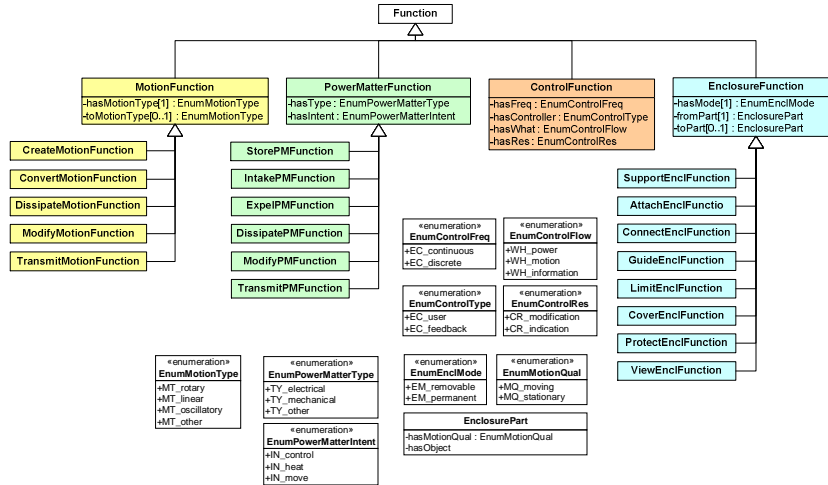 Function
MotionFunction
-hasMotionType[1] : EnumMotionType
-toMotionType[0..1] : EnumMotionType
PowerMatterFunction
-hasType : EnumPowerMatterType
-hasIntent : EnumPowerMatterIntent
ControlFunction
-hasFreq : EnumControlFreq
-hasController : EnumControlType
-hasWhat : EnumControlFlow
-hasRes : EnumControlRes
EnclosureFunction
-hasMode[1] : EnumEnclMode
-fromPart[1] : EnclosurePart
-toPart[0..1] : EnclosurePart
CreateMotionFunction
ConvertMotionFunction
DissipateMotionFunction
ModifyMotionFunction
TransmitMotionFunction
StorePMFunction
IntakePMFunction
ExpelPMFunction
DissipatePMFunction
ModifyPMFunction
TransmitPMFunction
SupportEnclFunction
AttachEnclFunctio
ConnectEnclFunction
GuideEnclFunction
LimitEnclFunction
CoverEnclFunction
ProtectEnclFunction
ViewEnclFunction
«enumeration»
EnumControlFreq
+EC_continuous
+EC_discrete
«enumeration»
EnumControlFlow
+WH_power
+WH_motion
+WH_information
«enumeration»
EnumControlType
+EC_user
+EC_feedback
«enumeration»
EnumControlRes
+CR_modification
+CR_indication
«enumeration»
EnumMotionType
+MT_rotary
+MT_linear
+MT_oscillatory
+MT_other
«enumeration»
EnumPowerMatterType
+TY_electrical
+TY_mechanical
+TY_other
«enumeration»
EnumEnclMode
+EM_removable
+EM_permanent
«enumeration»
EnumMotionQual
+MQ_moving
+MQ_stationary
«enumeration»
EnumPowerMatterIntent
+IN_control
+IN_heat
+IN_move
EnclosurePart
-hasMotionQual : EnumMotionQual
-hasObject